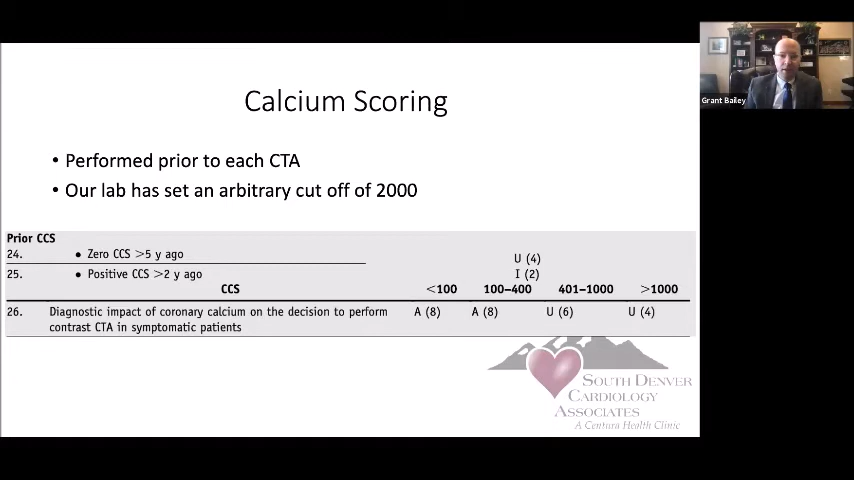 Calcium Scoring
• Performed prior to each CTA
• Our lab has set an arbitrary cut off of 2000
Prior CCS
24. • Zero CCS >5 y ago U (4)
25. • Positive CCS >2 y ago I (2)
CCS <100 100–400 401–1000 >1000
26. Diagnostic impact of coronary calcium on the decision to perform A (8) A (8) U (6) U (4)
contrast CTA in symptomatic patients
SOUTH DENVER
CARDIOLOGY
ASSOCIATES
A Centura Health Clinic
Grant Bailey